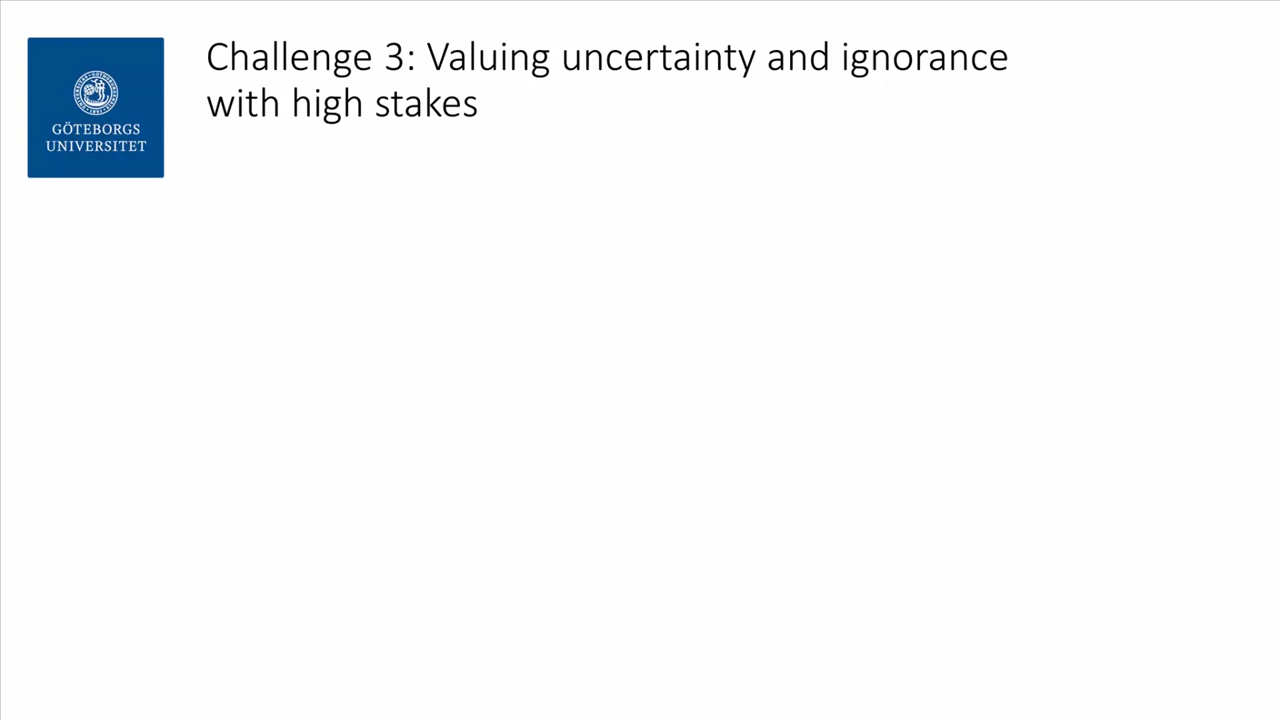 Challenge 3: Valuing uncertainty and ignorance
with high stakes
GÖTEBORGS
UNIVERSITET